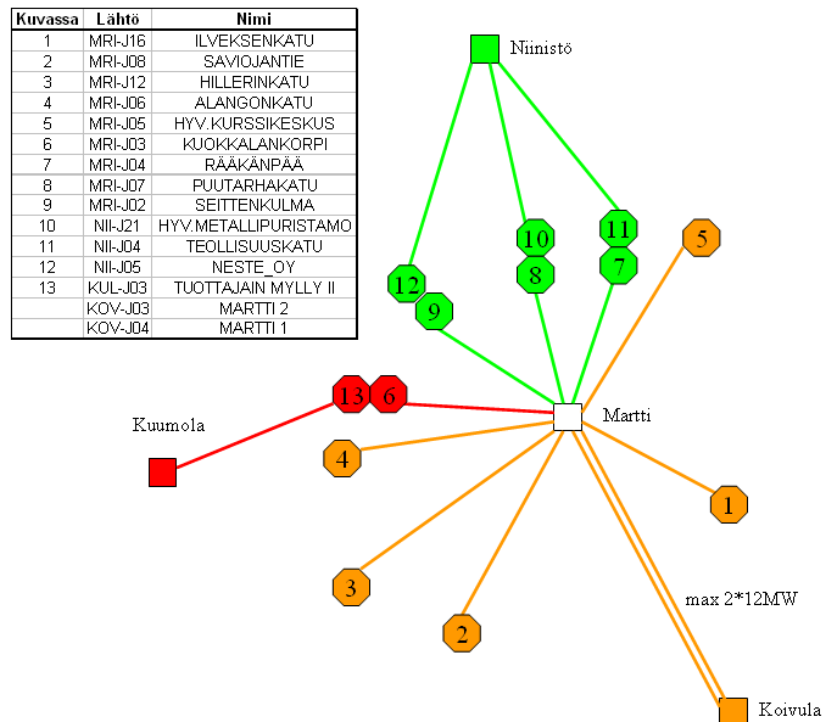 Kuvassa Lähtö Nimi
1 MRI-J16 ILVEKSENKATU
2 MRI-J08 SAVIOJANTIE
3 MRI-J12 HILLERINKATU
4 MRI-J06 ALANGONKATU
5 MRI-J05 HYV.KURSSIKESKUS
6 MRI-J03 KUOKKALANKORPI
7 MRI-J04 RÄÄKÄNPÄÄ
8 MRI-J07 PUUTARHAKATU
9 MRI-J02 SEITTENKULMA
10 NII-J21 HYV.METALLIPURISTAMO
11 NII-J04 TEOLLISUUSKATU
12 NII-J05 NESTE_OY
13 KUL-J03 TUOTTAJAIN MYLLY II
KOV-J03 MARTTI 2
KOV-J04 MARTTI 1
Niinistö
10
11
5
8
7
12
9
13
6
Martti
Kuumola
4
1
3
2
max 2*12MW
Koivula